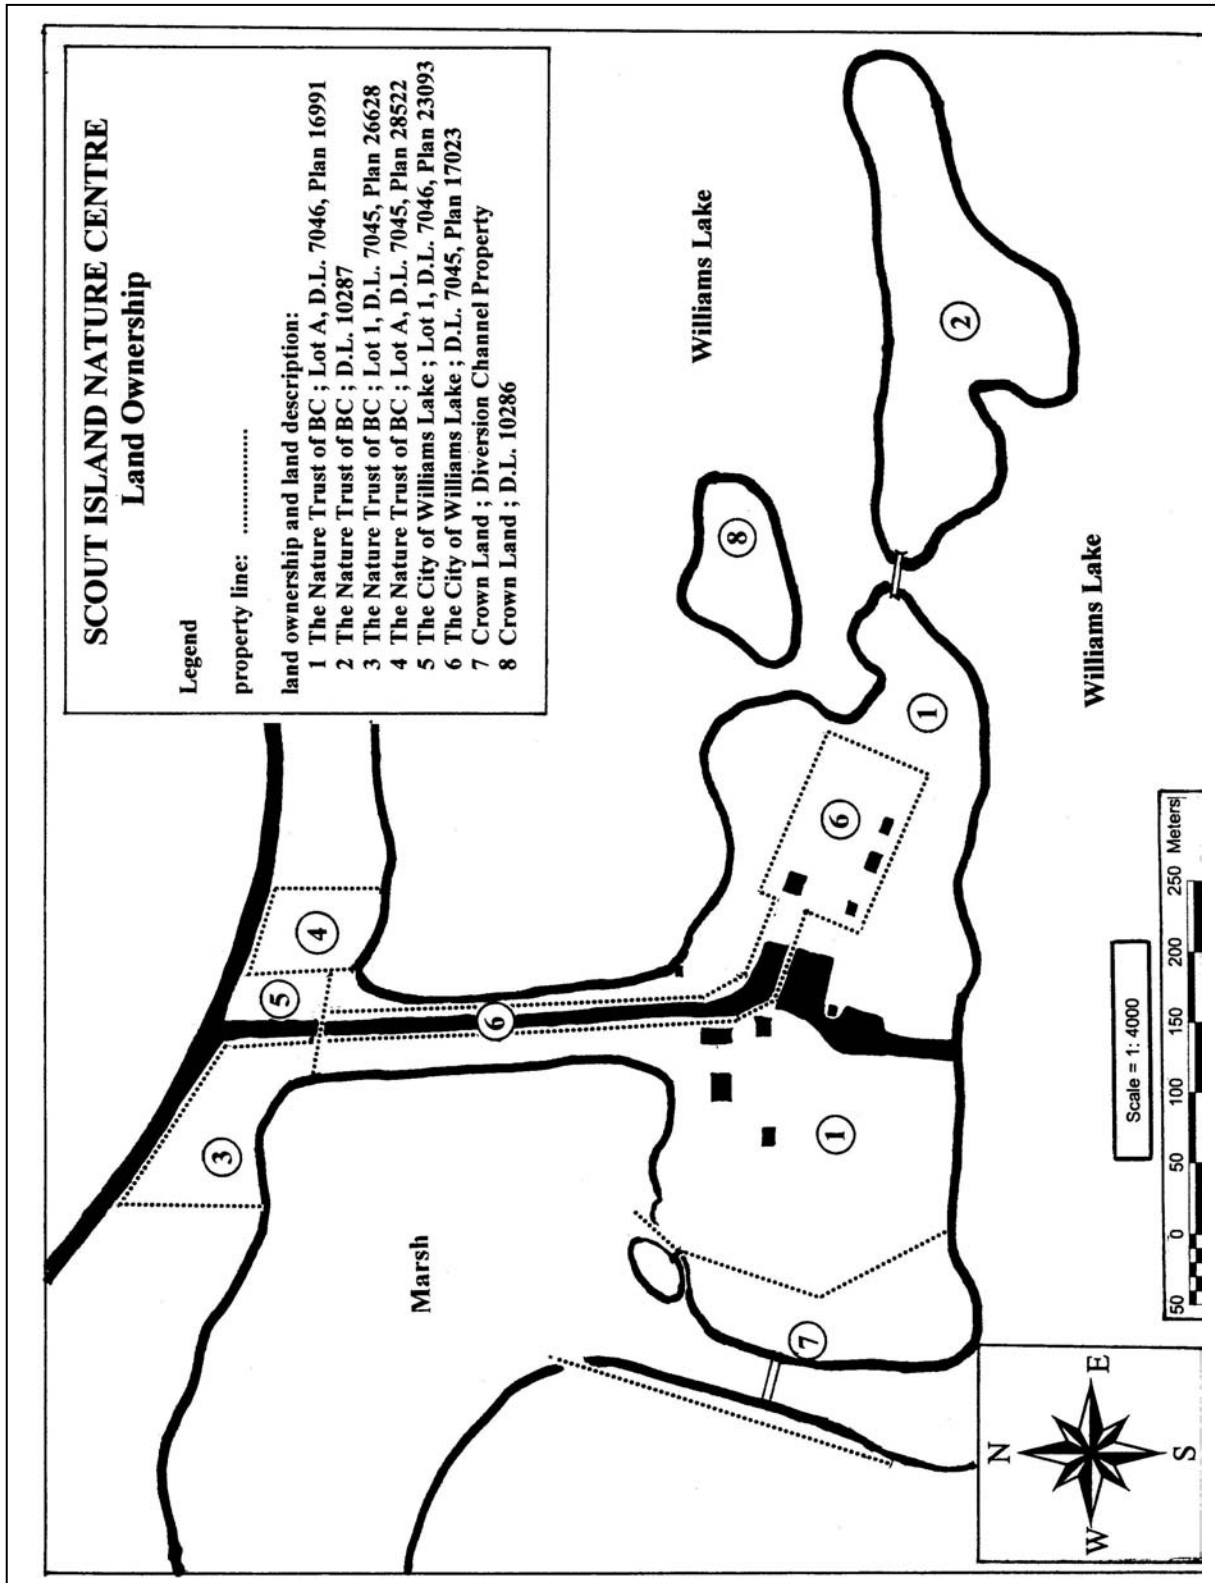 SCOUT ISLAND NATURE CENTRE
Land Ownership
Legend
property line: ..................
land ownership and land description:
1 The Nature Trust of BC ; Lot A, D.L. 7046, Plan 16991
2 The Nature Trust of BC ; D.L. 10287
3 The Nature Trust of BC ; Lot 1, D.L. 7045, Plan 26628
4 The Nature Trust of BC ; Lot A, D.L. 7045, Plan 28522
5 The City of Williams Lake ; Lot 1, D.L. 7046, Plan 23093
6 The City of Williams Lake ; D.L. 7045, Plan 17023
7 Crown Land ; Diversion Channel Property
8 Crown Land ; D.L. 10286
3
5
4
Marsh
6
Williams Lake
8
7
1
6
1
2
Williams Lake
N
W
E
S
Scale = 1: 4000
50 0 50 100 150 200 250 Meters